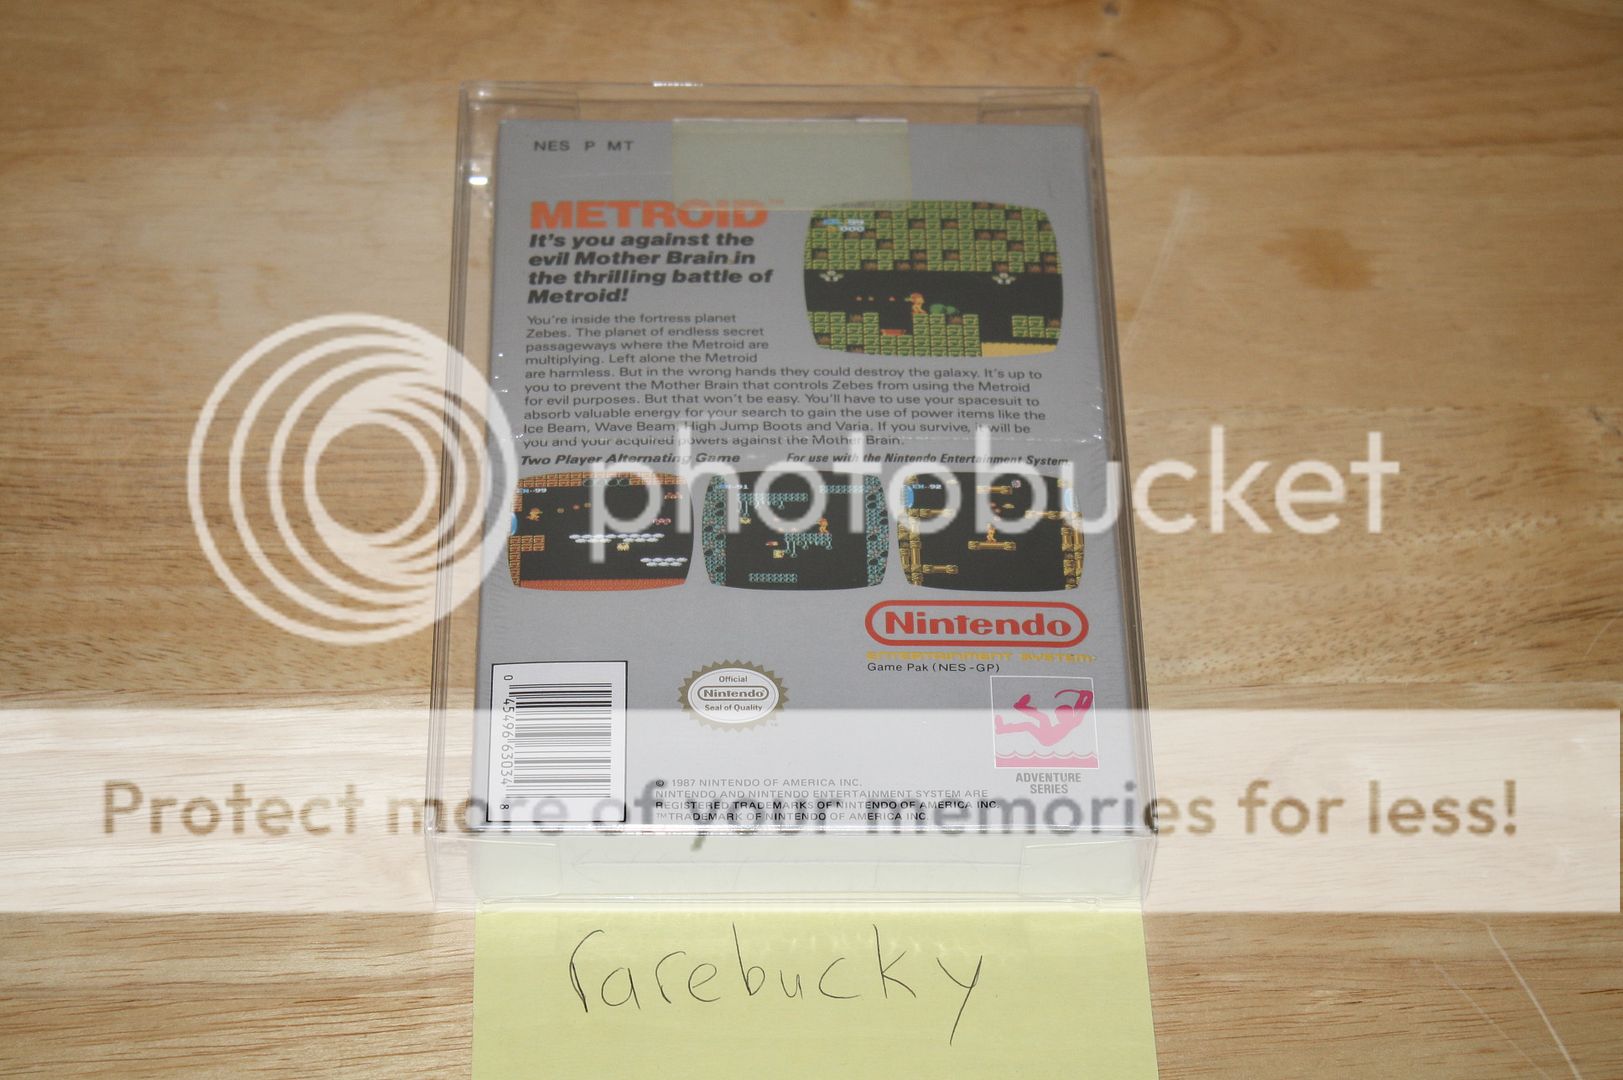 NES P MT
METROID™
It's you against the
evil Mother Brain in
the thrilling battle of
Metroid!
You're inside the fortress planet
Zebes. The planet of endless secret
passageways where the Metroid are
multiplying. Left alone the Metroid
are harmless. But in the wrong hands they could destroy the galaxy. It's up to
you to prevent the Mother Brain that controls Zebes from using the Metroid
for evil purposes. But that won't be easy. You'll have to use your spacesuit to
absorb valuable energy for your search to gain the use of power items like the
Ice Beam, Wave Beam, High Jump Boots and Varia. If you survive, it will be
you and your acquired powers against the Mother Brain.
Two Player Alternating Game
For use with the Nintendo Entertainment System
photobucket
Nintendo
ENTERTAINMENT SYSTEM
Game Pak (NES-GP)
Official
Nintendo
Seal of Quality
0 45496 63034 8
ADVENTURE
SERIES
© 1987 NINTENDO OF AMERICA INC.
NINTENDO AND NINTENDO ENTERTAINMENT SYSTEM ARE
REGISTERED TRADEMARKS OF NINTENDO OF AMERICA INC.
™TRADEMARK OF NINTENDO OF AMERICA INC.
Protect more of your memories for less!
rarebucky